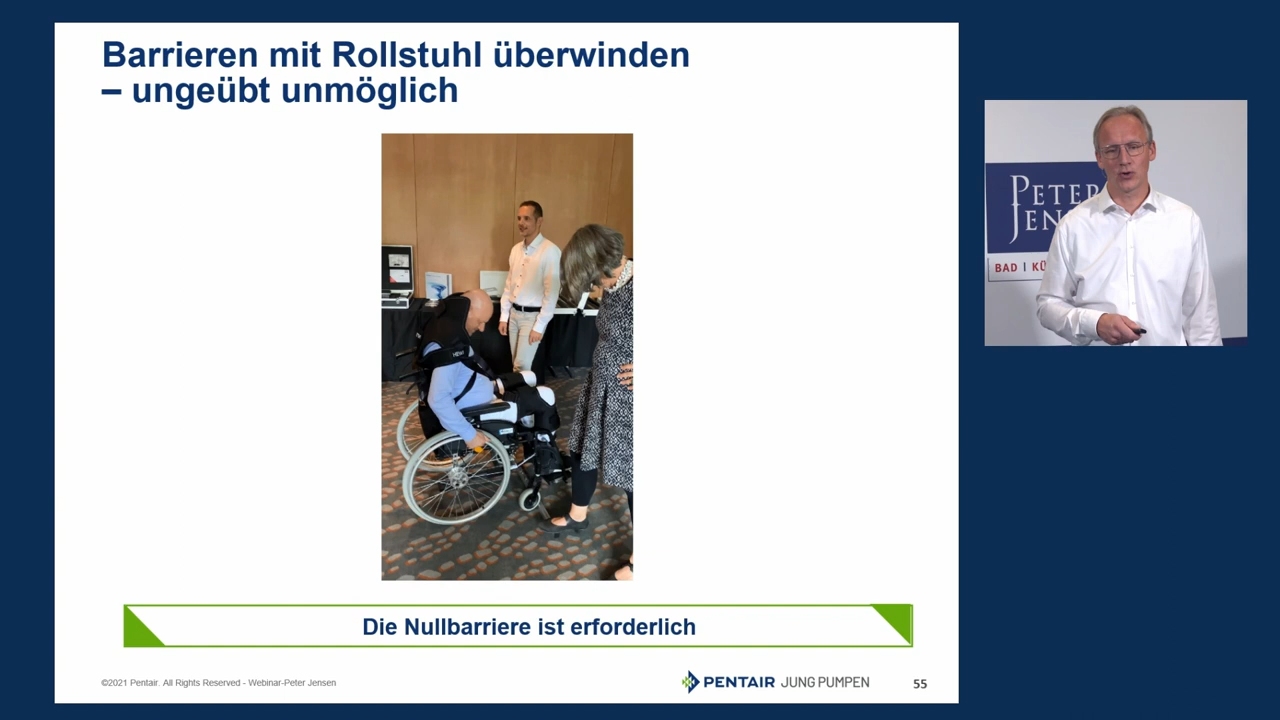 Barrieren mit Rollstuhl überwinden
– ungeübt unmöglich
PETER
JEN
BAD | KÜ
HEWI
Die Nullbarriere ist erforderlich
©2021 Pentair. All Rights Reserved - Webinar-Peter Jensen
PENTAIR JUNG PUMPEN
55